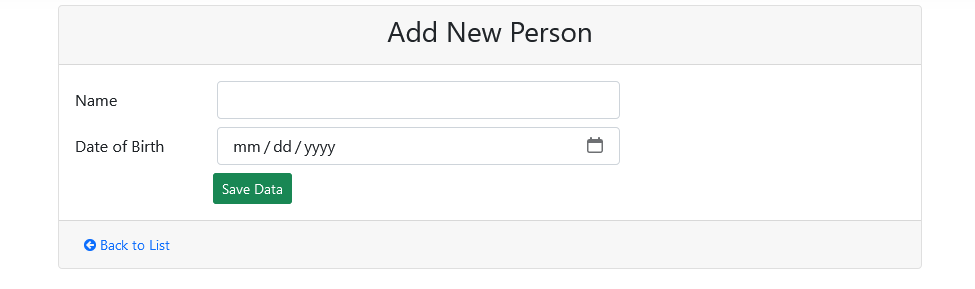 Add New Person
Name
Date of Birth
mm/dd/yyyy
Save Data
Back to List